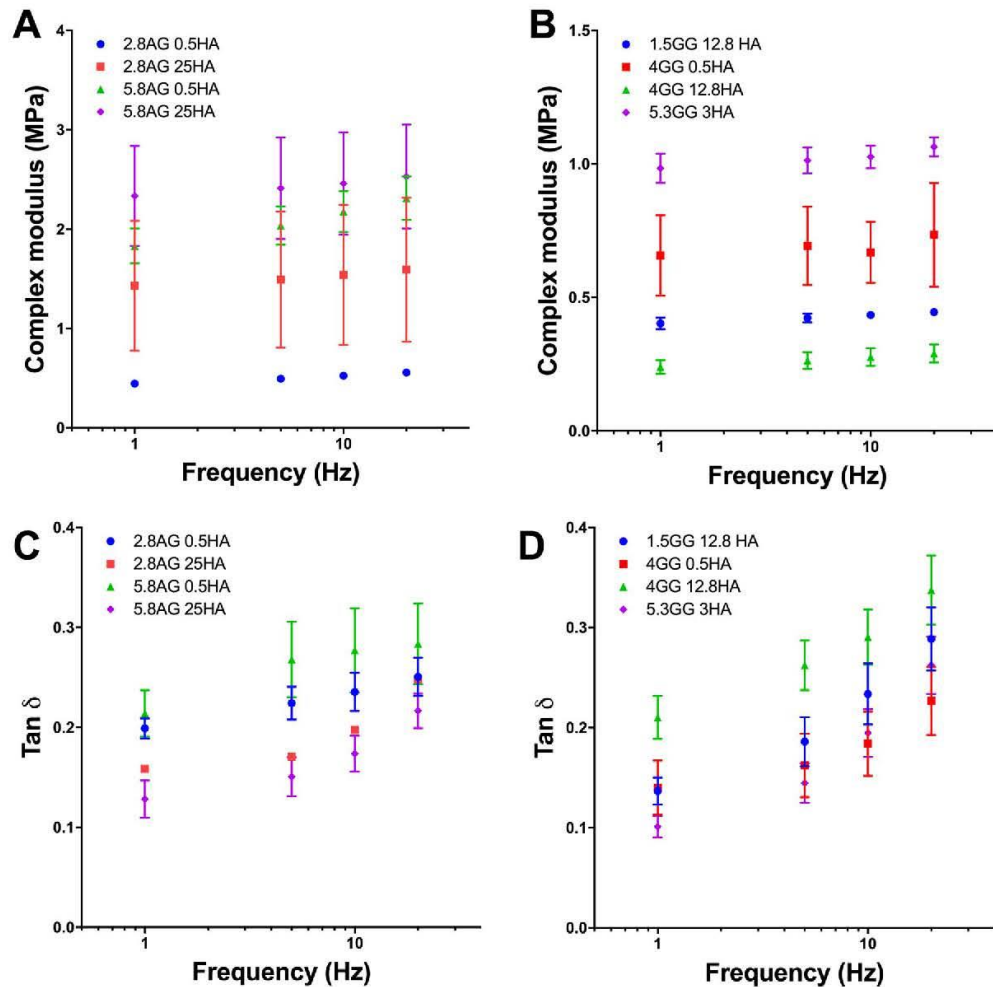 A
4
3
2
1
0
Complex modulus (MPa)
2.8AG 0.5HA
2.8AG 25HA
5.8AG 0.5HA
5.8AG 25HA
1
10
Frequency (Hz)
B
1.5
1.0
0.5
0.0
Complex modulus (MPa)
1.5GG 12.8 HA
4GG 0.5HA
4GG 12.8HA
5.3GG 3HA
1
10
Frequency (Hz)
C
0.4
0.3
0.2
0.1
0.0
Tan δ
2.8AG 0.5HA
2.8AG 25HA
5.8AG 0.5HA
5.8AG 25HA
1
10
Frequency (Hz)
D
0.4
0.3
0.2
0.1
0.0
Tan δ
1.5GG 12.8 HA
4GG 0.5HA
4GG 12.8HA
5.3GG 3HA
1
10
Frequency (Hz)